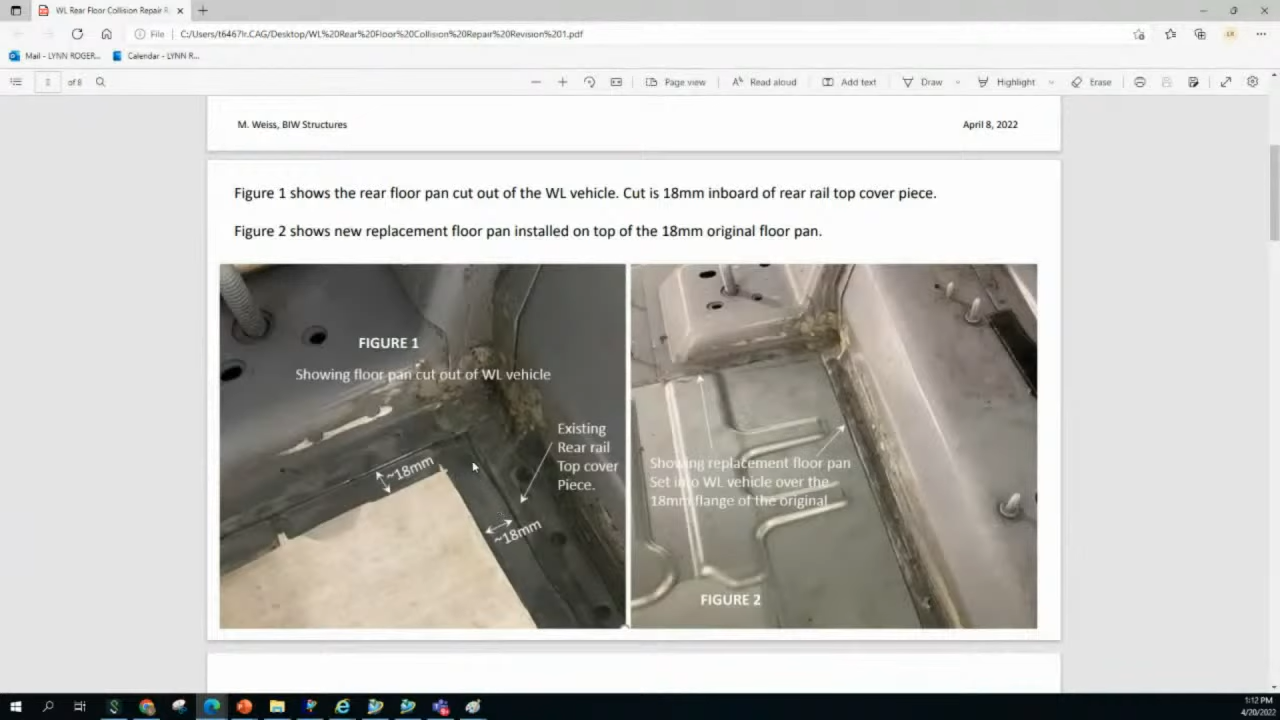 WL Rear Floor Collision Repair R
File
C:/Users/t6467lr.CAG/Desktop/WL%20Rear%20Floor%20Collision%20Repair%20Revision%201.pdf
Mail - LYNN ROGER...
Calendar - LYNN R...
of 8
Page view
Read aloud
Add text
Draw
Highlight
Erase
M. Weiss, BIW Structures
April 8, 2022
Figure 1 shows the rear floor pan cut out of the WL vehicle. Cut is 18mm inboard of rear rail top cover piece.
Figure 2 shows new replacement floor pan installed on top of the 18mm original floor pan.
FIGURE 1
Showing floor pan cut out of WL vehicle
Existing
Rear rail
Top cover
Piece.
~18mm
~18mm
Showing replacement floor pan
Set into WL vehicle over the
18mm flange of the original
FIGURE 2
1:12 PM
4/20/2022